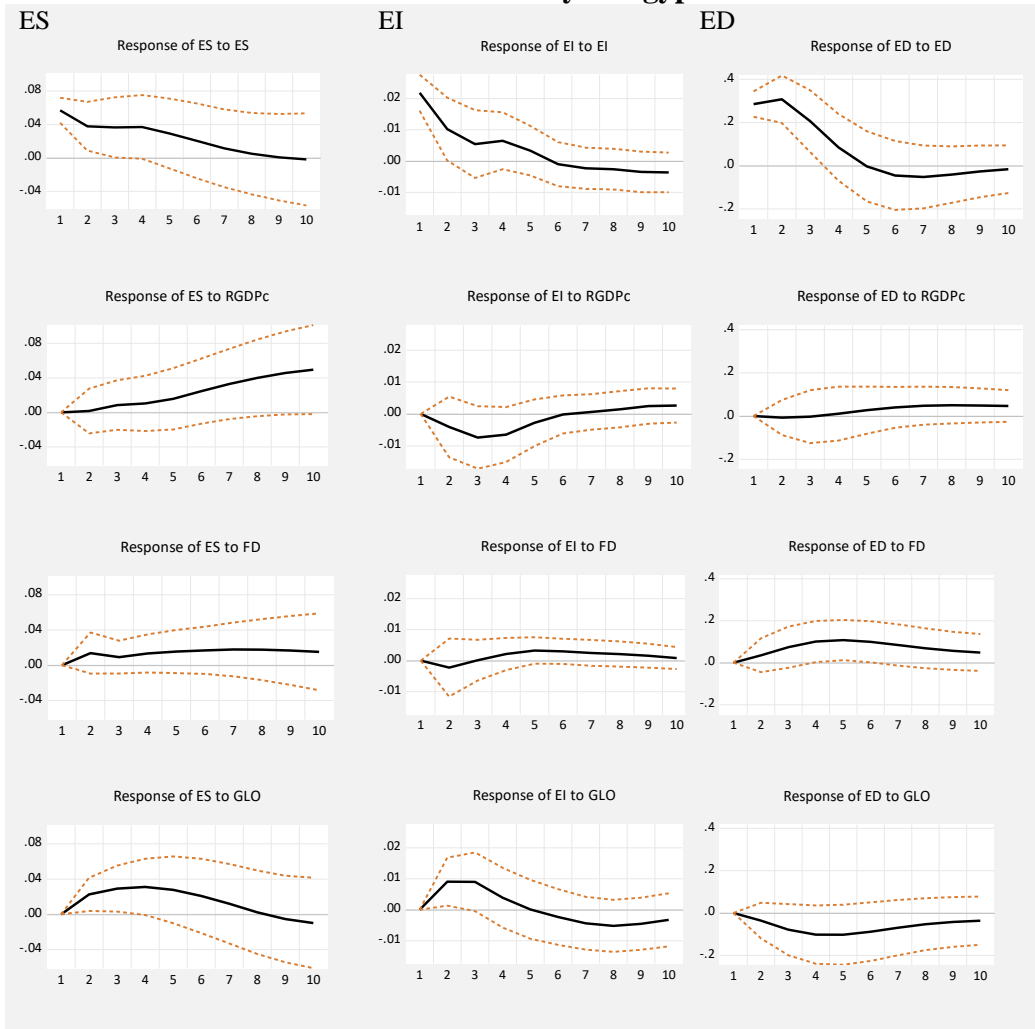 ES EI ED
Response of ES to ES
.08
.04
.00
-.04
1 2 3 4 5 6 7 8 9 10
Response of EI to EI
.02
.01
.00
-.01
1 2 3 4 5 6 7 8 9 10
Response of ED to ED
.4
.2
.0
-.2
1 2 3 4 5 6 7 8 9 10
Response of ES to RGDPc
.08
.04
.00
-.04
1 2 3 4 5 6 7 8 9 10
Response of EI to RGDPc
.02
.01
.00
-.01
1 2 3 4 5 6 7 8 9 10
Response of ED to RGDPc
.4
.2
.0
-.2
1 2 3 4 5 6 7 8 9 10
Response of ES to FD
.08
.04
.00
-.04
1 2 3 4 5 6 7 8 9 10
Response of EI to FD
.02
.01
.00
-.01
1 2 3 4 5 6 7 8 9 10
Response of ED to FD
.4
.2
.0
-.2
1 2 3 4 5 6 7 8 9 10
Response of ES to GLO
.08
.04
.00
-.04
1 2 3 4 5 6 7 8 9 10
Response of EI to GLO
.02
.01
.00
-.01
1 2 3 4 5 6 7 8 9 10
Response of ED to GLO
.4
.2
.0
-.2
1 2 3 4 5 6 7 8 9 10